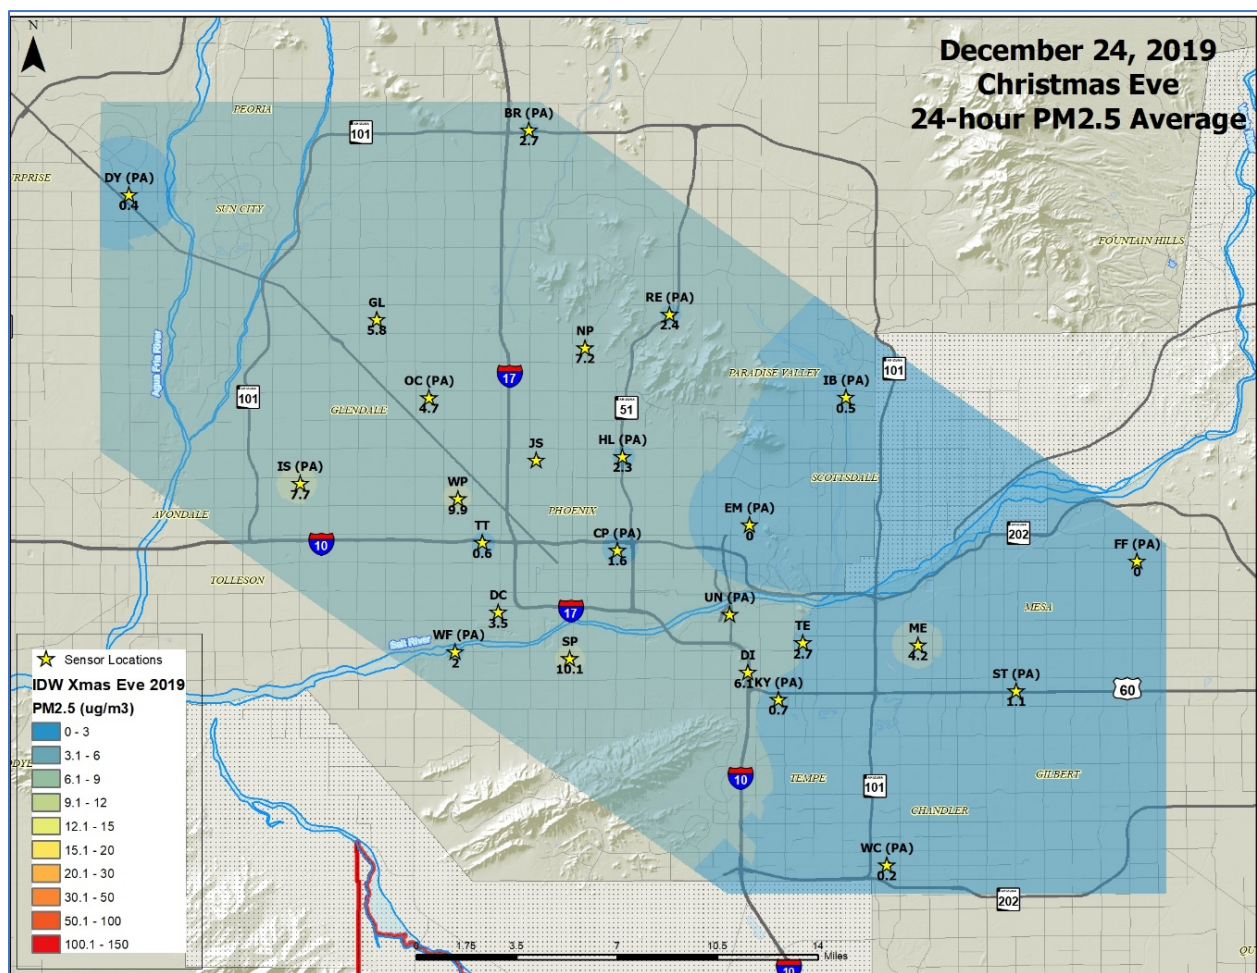 N
December 24, 2019
Christmas Eve
24-hour PM2.5 Average
PEORIA
101
BR (PA)
2.7
DY (PA)
0.4
ERPRISE
SUN CITY
FOUNTAIN HILLS
GL
5.8
RE (PA)
2.4
NP
7.2
Agua Fria River
17
PARADISE VALLEY
101
IB (PA)
0.5
OC (PA)
4.7
101
GLENDALE
51
JS
HL (PA)
2.3
IS (PA)
7.7
WP
9.9
SCOTTSDALE
AVONDALE
PHOENIX
EM (PA)
0
TT
0.6
CP (PA)
1.6
10
202
FF (PA)
0
TOLLESON
DC
3.5
17
UN (PA)
MESA
Salt River
WF (PA)
2
SP
10.1
TE
2.7
ME
4.2
DI
6.1
KY (PA)
0.7
ST (PA)
1.1
60
10
TEMPE
101
GILBERT
CHANDLER
WC (PA)
0.2
202
10
Sensor Locations
IDW Xmas Eve 2019
PM2.5 (ug/m3)
0 - 3
3.1 - 6
6.1 - 9
9.1 - 12
12.1 - 15
15.1 - 20
20.1 - 30
30.1 - 50
50.1 - 100
100.1 - 150
0 1.75 3.5 7 10.5 14
Miles